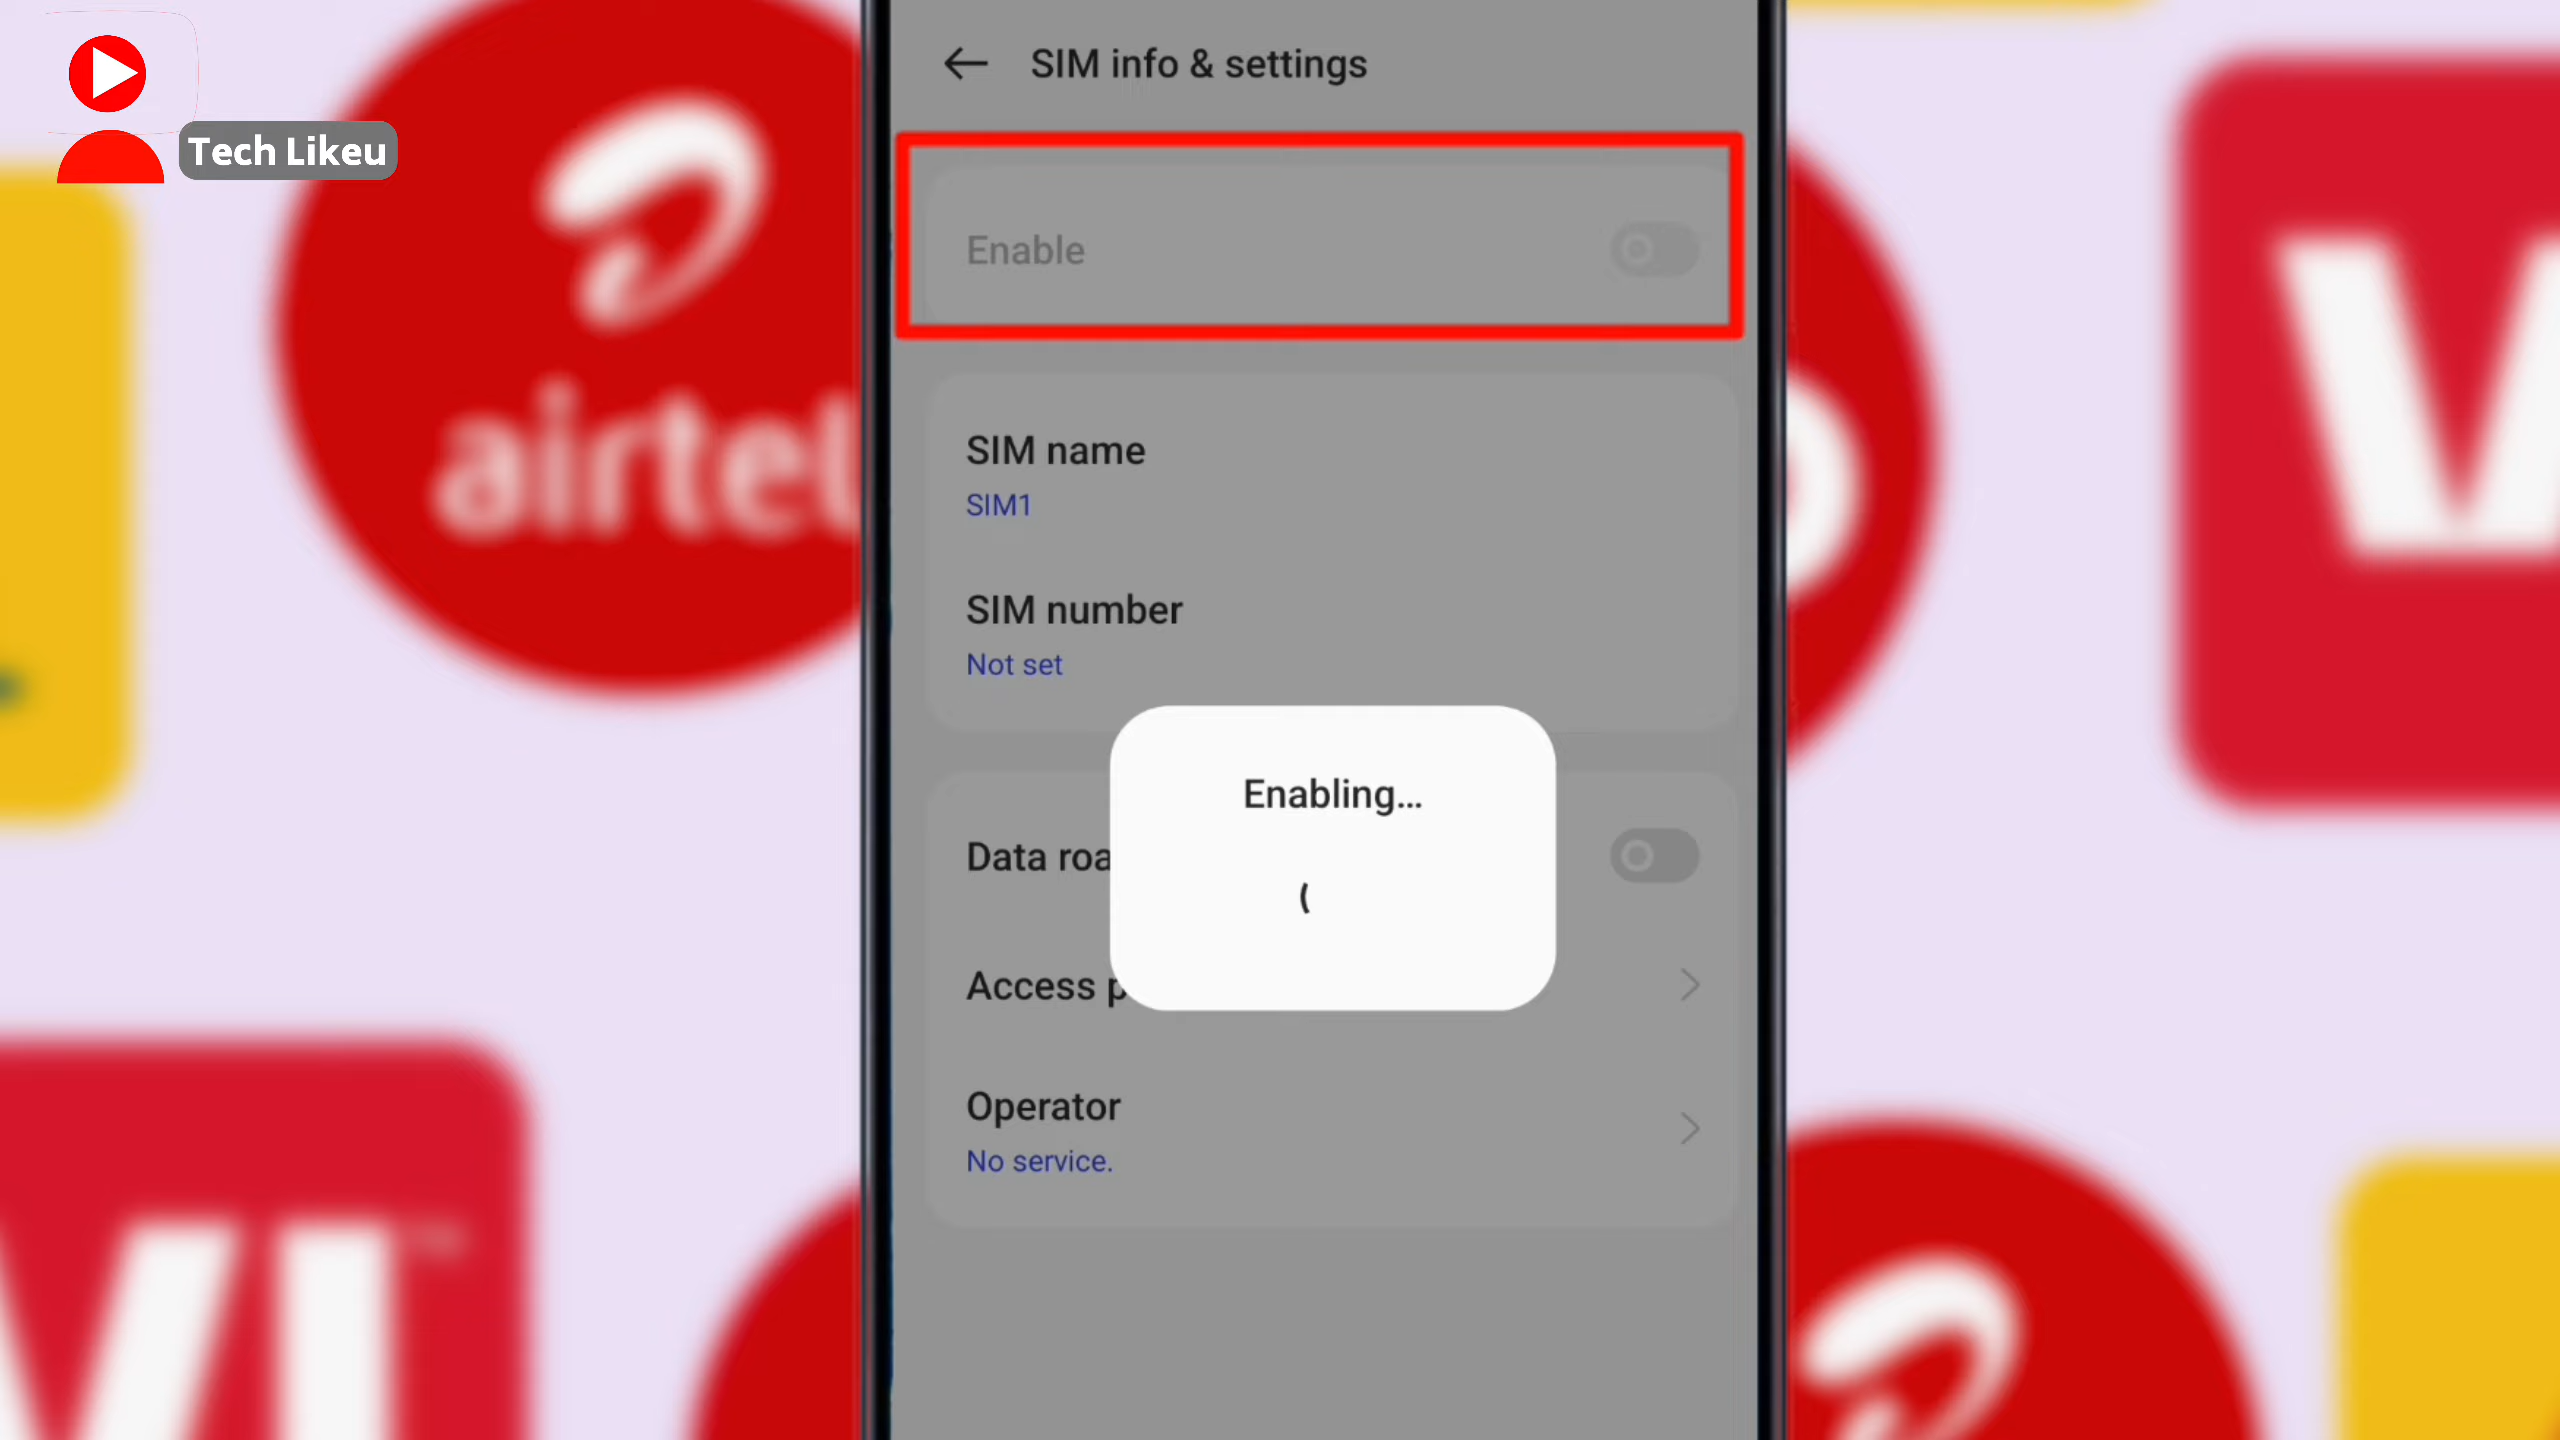 Tech Likeu
airtel
SIM info & settings
Enable
SIM name
SIM1
SIM number
Not set
Enabling...
Data roa
Access p
Operator
No service.
VI